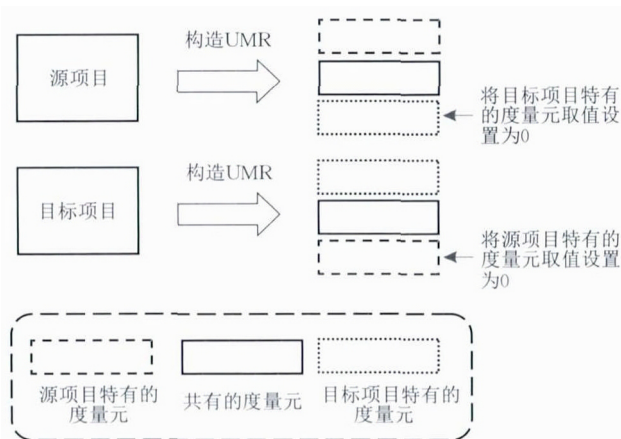 源项目
构造UMR
将目标项目特有
的度量元取值设
置为0
目标项目
构造UMR
将源项目特有的
度量元取值设置
为0
源项目特有的
度量元
共有的度量元
目标项目特有的
度量元